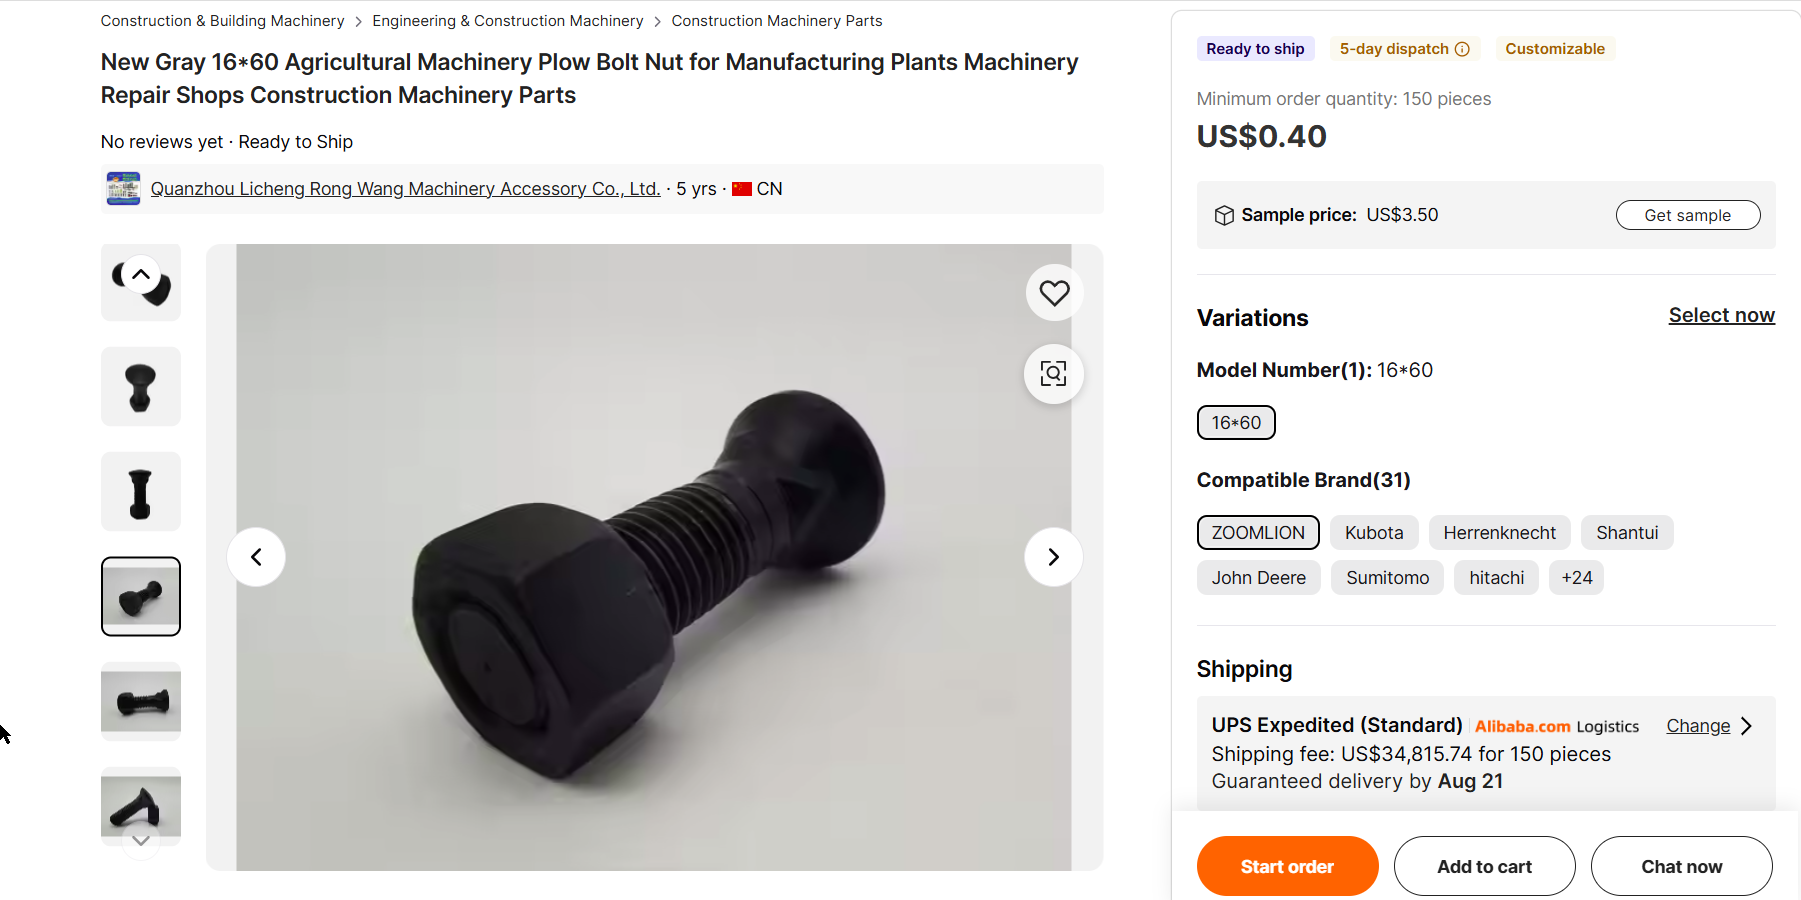 Construction & Building Machinery > Engineering & Construction Machinery > Construction Machinery Parts
New Gray 16*60 Agricultural Machinery Plow Bolt Nut for Manufacturing Plants Machinery
Repair Shops Construction Machinery Parts
No reviews yet · Ready to Ship
Quanzhou Licheng Rong Wang Machinery Accessory Co., Ltd. · 5 yrs · CN
Ready to ship
5-day dispatch
Customizable
Minimum order quantity: 150 pieces
US$0.40
Sample price: US$3.50
Get sample
Variations
Select now
Model Number(1): 16*60
16*60
Compatible Brand(31)
ZOOMLION Kubota Herrenknecht Shantui
John Deere Sumitomo hitachi +24
Shipping
UPS Expedited (Standard) Alibaba.com Logistics Change
Shipping fee: US$34,815.74 for 150 pieces
Guaranteed delivery by Aug 21
Start order Add to cart Chat now